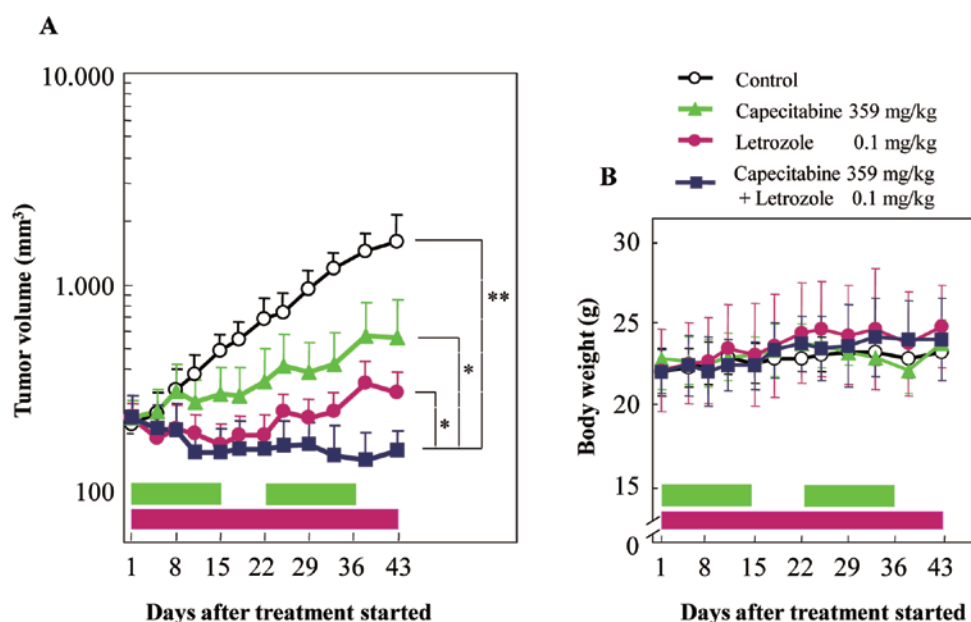 A
10.000
1.000
100
Tumor volume (mm³)
**
*
*
1 8 15 22 29 36 43
Days after treatment started
Control
Capecitabine 359 mg/kg
Letrozole 0.1 mg/kg
Capecitabine 359 mg/kg
+ Letrozole 0.1 mg/kg
B
30
25
20
15
0
Body weight (g)
1 8 15 22 29 36 43
Days after treatment started